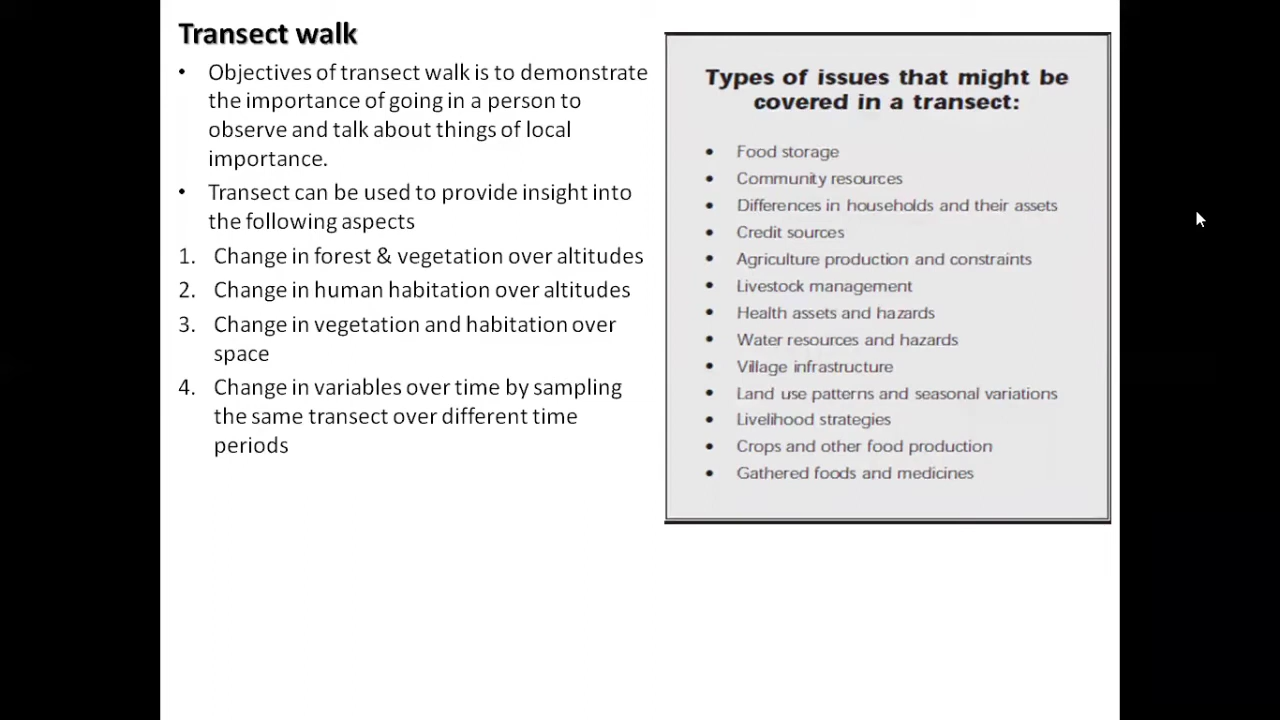 Transect walk
• Objectives of transect walk is to demonstrate
the importance of going in a person to
observe and talk about things of local
importance.
• Transect can be used to provide insight into
the following aspects
1. Change in forest & vegetation over altitudes
2. Change in human habitation over altitudes
3. Change in vegetation and habitation over
space
4. Change in variables over time by sampling
the same transect over different time
periods
Types of issues that might be
covered in a transect:
• Food storage
• Community resources
• Differences in households and their assets
• Credit sources
• Agriculture production and constraints
• Livestock management
• Health assets and hazards
• Water resources and hazards
• Village infrastructure
• Land use patterns and seasonal variations
• Livelihood strategies
• Crops and other food production
• Gathered foods and medicines